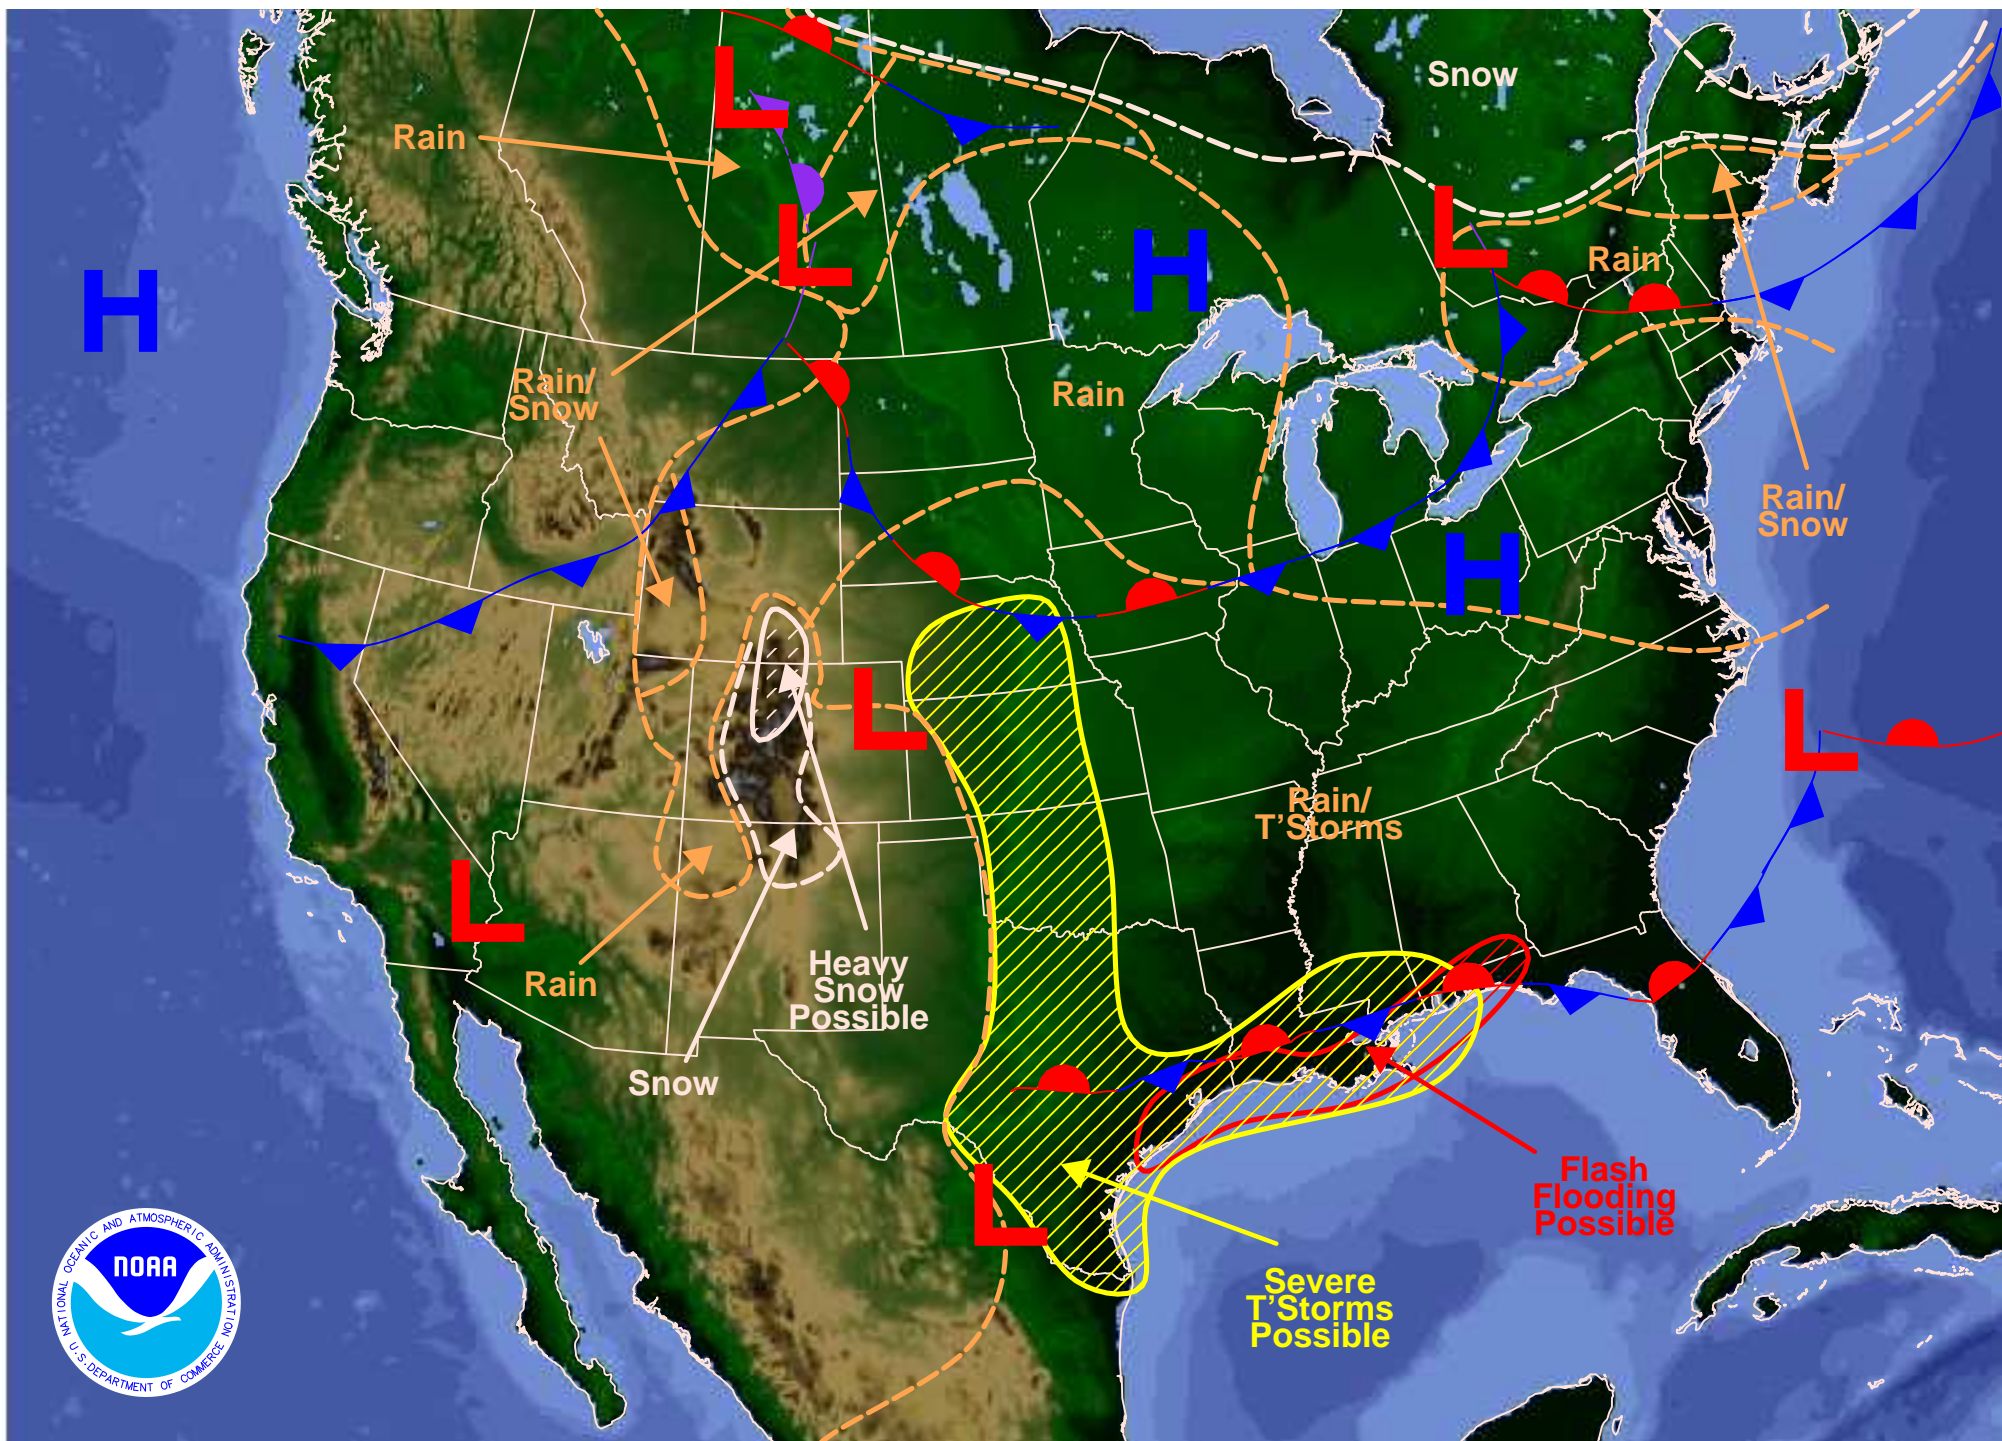 L
Snow
Rain
L
L
H
L
Rain
H
Rain/
Snow
Rain
Rain/
Snow
H
L
L
Rain/
T'Storms
L
Rain
Heavy
Snow
Possible
Snow
L
Flash
Flooding
Possible
Severe
T'Storms
Possible
NATIONAL OCEANIC AND ATMOSPHERIC ADMINISTRATION
NOAA
U.S. DEPARTMENT OF COMMERCE